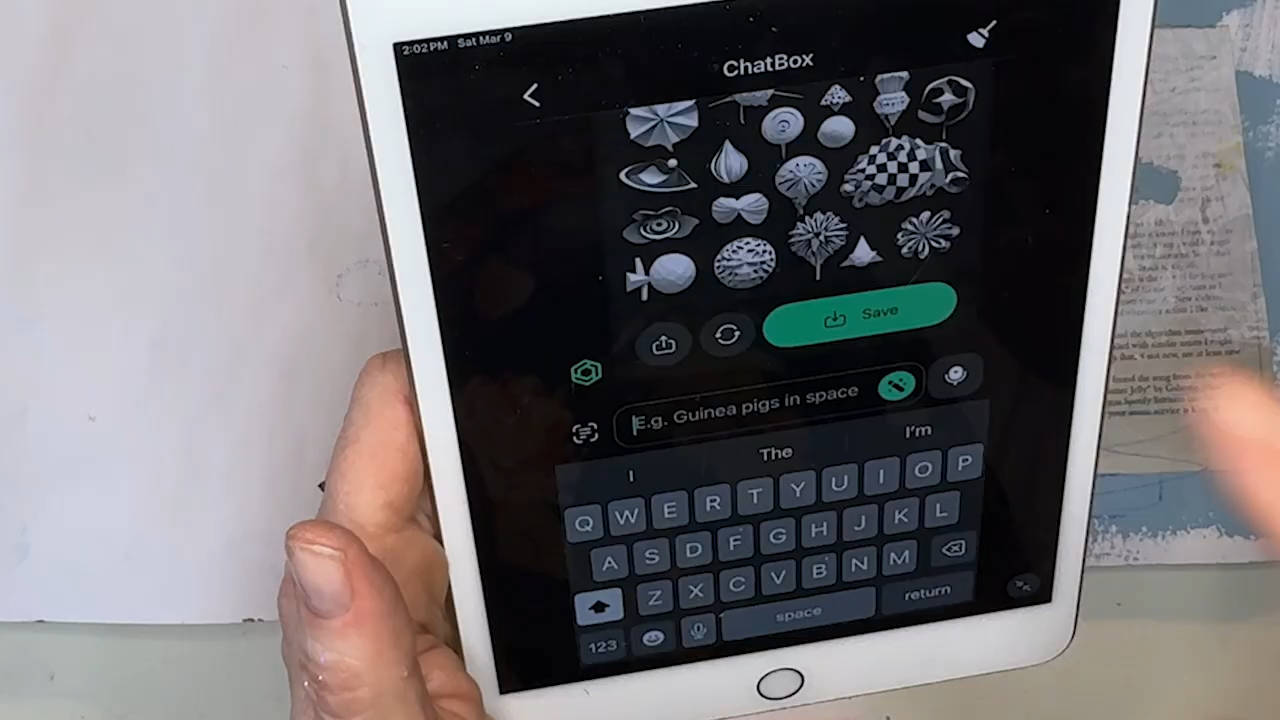 2:02 PM Sat Mar 9
ChatBox
Save
E.g. Guinea pigs in space
I The I'm
Q W E R T Y U I O P
A S D F G H J K L
Z X C V B N M
123 space return